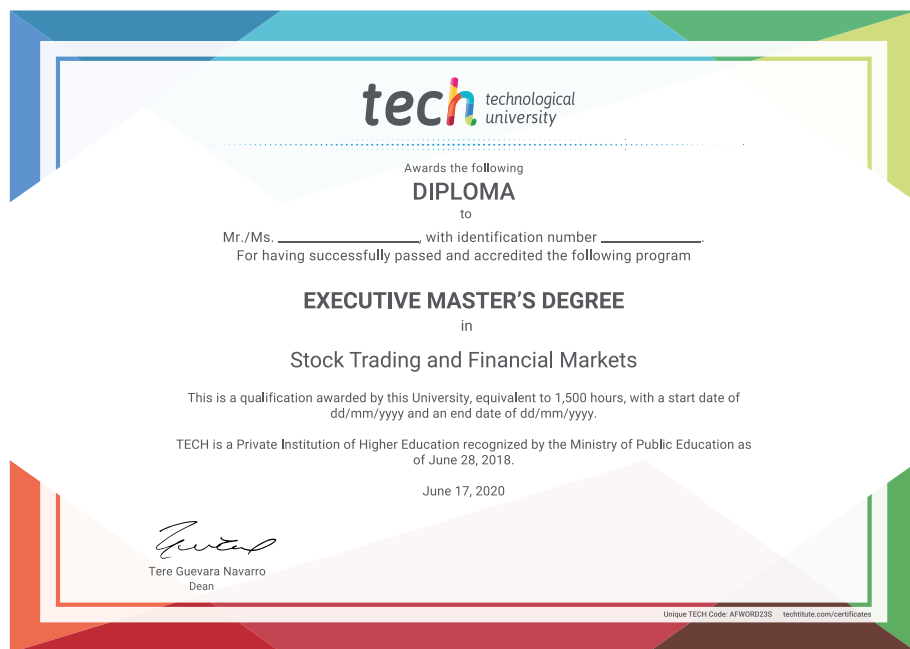 tech technological
university
Awards the following
DIPLOMA
to
Mr./Ms. ____________________, with identification number ______________.
For having successfully passed and accredited the following program
EXECUTIVE MASTER'S DEGREE
in
Stock Trading and Financial Markets
This is a qualification awarded by this University, equivalent to 1,500 hours, with a start date of
dd/mm/yyyy and an end date of dd/mm/yyyy.
TECH is a Private Institution of Higher Education recognized by the Ministry of Public Education as
of June 28, 2018.
June 17, 2020
Tere Guevara Navarro
Dean
Unique TECH Code: AFWORD23S techtitute.com/certificates